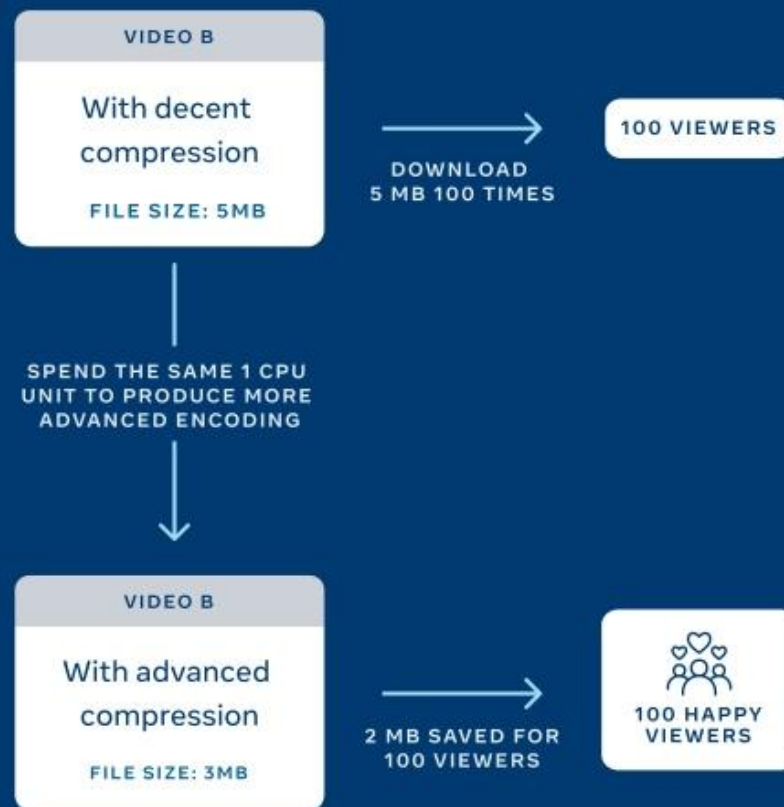 VIDEO B
With decent
compression
FILE SIZE: 5MB
DOWNLOAD
5 MB 100 TIMES
100 VIEWERS
SPEND THE SAME 1 CPU
UNIT TO PRODUCE MORE
ADVANCED ENCODING
VIDEO B
With advanced
compression
FILE SIZE: 3MB
2 MB SAVED FOR
100 VIEWERS
100 HAPPY
VIEWERS